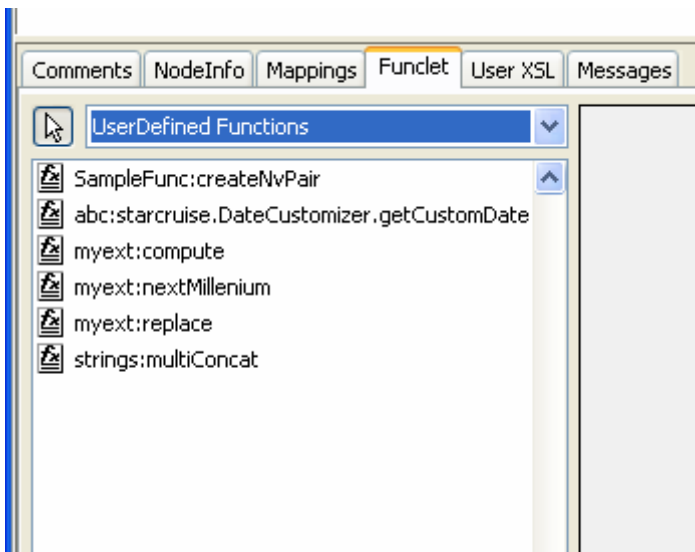 Comments NodeInfo Mappings Funclet User XSL Messages
UserDefined Functions
SampleFunc:createNvPair
abc:starcruise.DateCustomizer.getCustomDate
myext:compute
myext:nextMillenium
myext:replace
strings:multiConcat